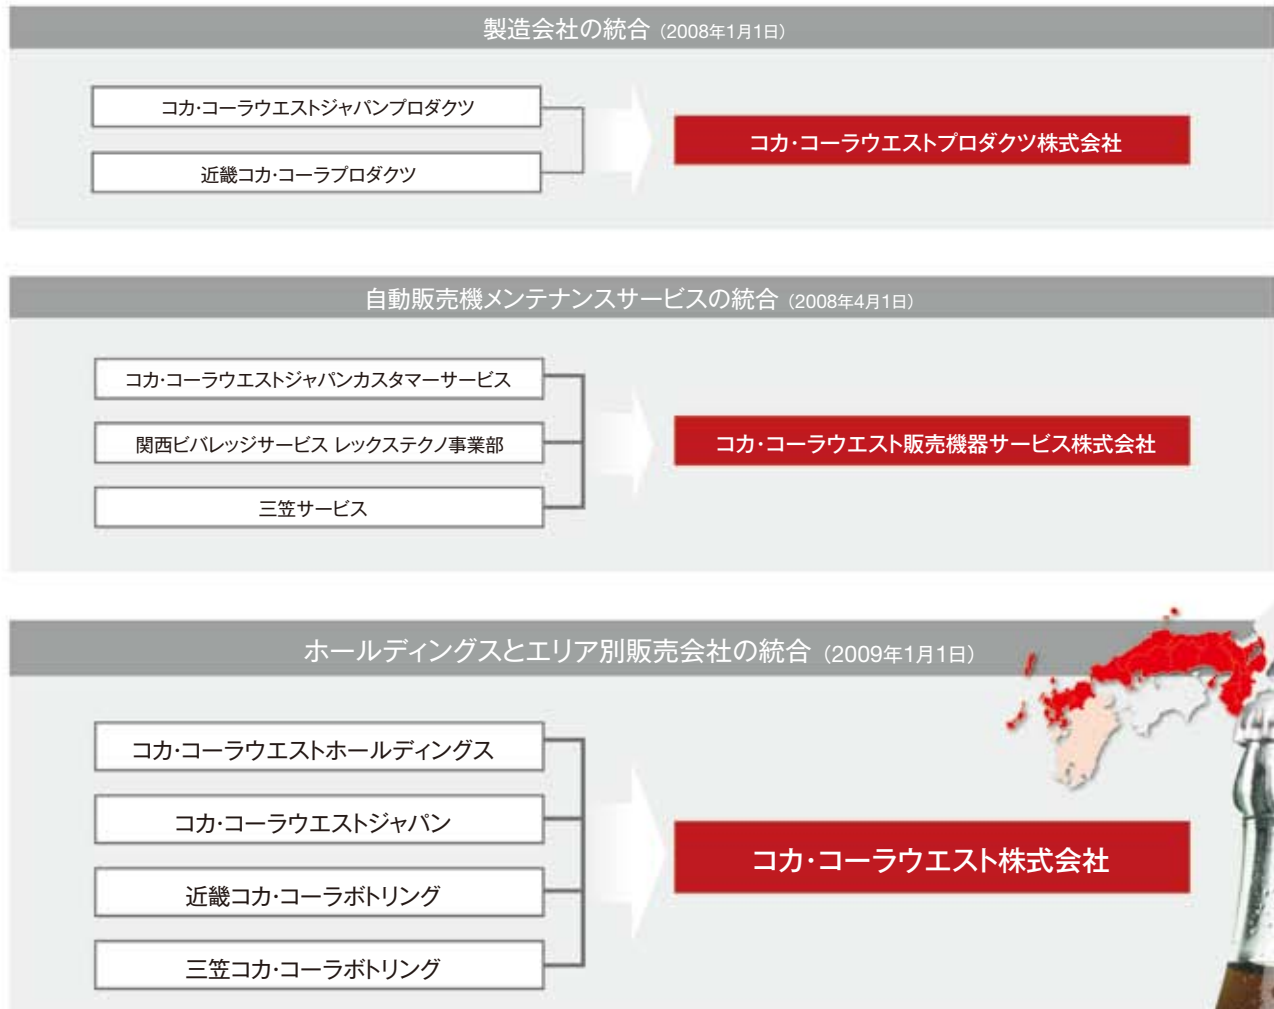 製造会社の統合（2008年1月1日）
コカ・コーラウエストジャパンプロダクツ
近畿コカ・コーラプロダクツ
コカ・コーラウエストプロダクツ株式会社
自動販売機メンテナンスサービスの統合（2008年4月1日）
コカ・コーラウエストジャパンカスタマーサービス
関西ビバレッジサービス レックステクノ事業部
三笠サービス
コカ・コーラウエスト販売機器サービス株式会社
ホールディングスとエリア別販売会社の統合（2009年1月1日）
コカ・コーラウエストホールディングス
コカ・コーラウエストジャパン
近畿コカ・コーラボトリング
三笠コカ・コーラボトリング
コカ・コーラウエスト株式会社